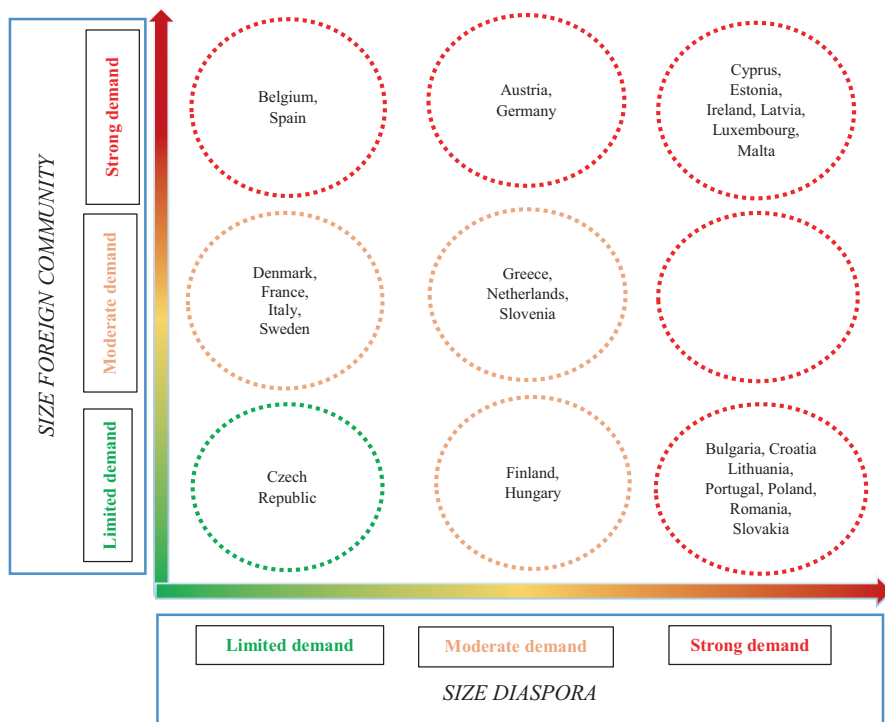 SIZE FOREIGN COMMUNITY
Strong demand
Moderate demand
Limited demand
Belgium,
Spain
Austria,
Germany
Cyprus,
Estonia,
Ireland, Latvia,
Luxembourg,
Malta
Denmark,
France,
Italy,
Sweden
Greece,
Netherlands,
Slovenia
Czech
Republic
Finland,
Hungary
Bulgaria, Croatia
Lithuania,
Portugal, Poland,
Romania,
Slovakia
Limited demand
Moderate demand
Strong demand
SIZE DIASPORA